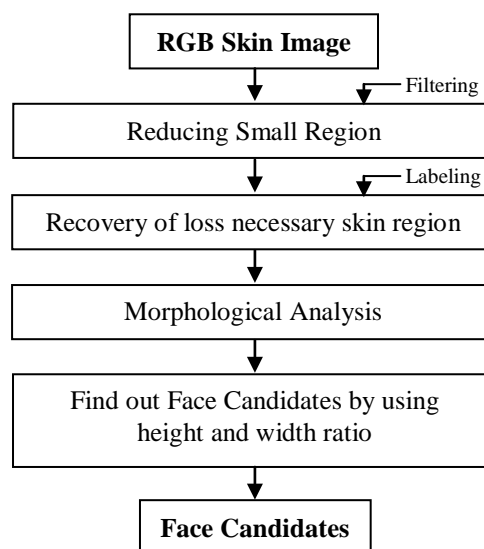 RGB Skin Image
Filtering
Reducing Small Region
Labeling
Recovery of loss necessary skin region
Morphological Analysis
Find out Face Candidates by using
height and width ratio
Face Candidates